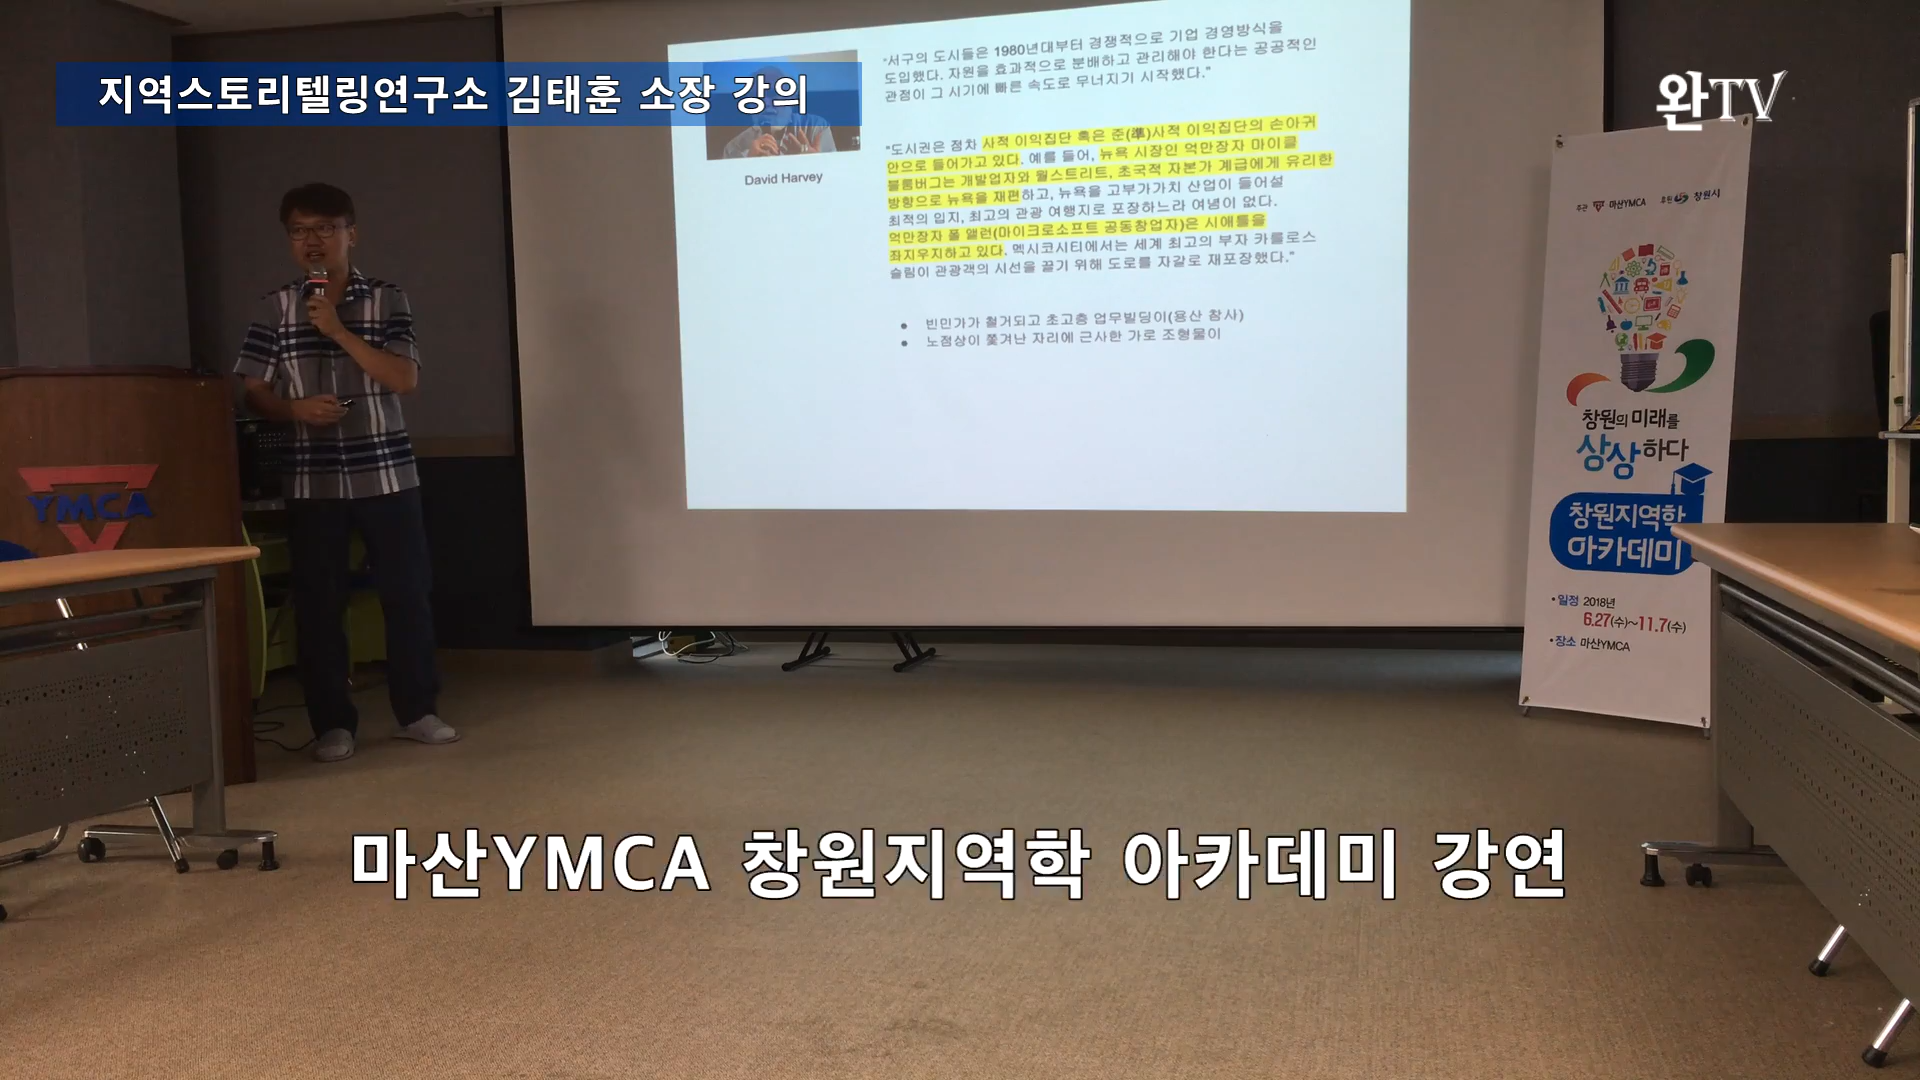 지역스토리텔링연구소 김태훈 소장 강의
완TV
"서구의 도시들은 1980년대부터 경쟁적으로 기업 경영방식을
도입했다. 자원을 효과적으로 분배하고 관리해야 한다는 공공적인
관점이 그 시기에 빠른 속도로 무너지기 시작했다."
"도시권은 점차 사적 이익집단 혹은 준(準)사적 이익집단의 손아귀
안으로 들어가고 있다. 예를 들어, 뉴욕 시장인 억만장자 마이클
블룸버그는 개발업자와 월스트리트, 초국적 자본가 계급에게 유리한
방향으로 뉴욕을 재편하고, 뉴욕을 고부가가치 산업이 들어설
최적의 입지, 최고의 관광 여행지로 포장하느라 여념이 없다.
억만장자 폴 앨런(마이크로소프트 공동창업자)은 시애틀을
좌지우지하고 있다. 멕시코시티에서는 세계 최고의 부자 카를로스
슬림이 관광객의 시선을 끌기 위해 도로를 자갈로 재포장했다."
David Harvey
● 빈민가가 철거되고 초고층 업무빌딩이(용산 참사)
● 노점상이 쫓겨난 자리에 근사한 가로 조형물이
주관 마산YMCA 후원 창원시
창원의 미래를
상상하다
창원지역학
아카데미
• 일정 2018년
6.27(수)~11.7(수)
• 장소 마산YMCA
YMCA
마산YMCA 창원지역학 아카데미 강연